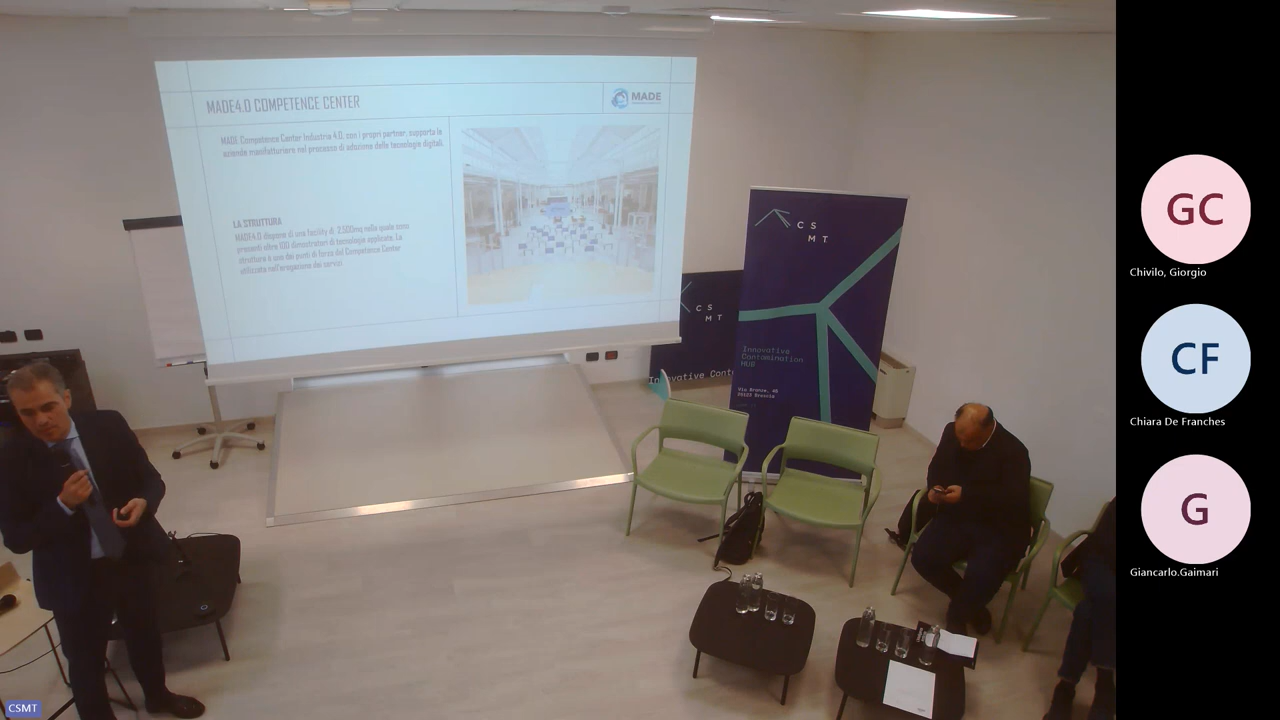 MADE4.0 COMPETENCE CENTER
MADE
MADE Competence Center Industria 4.0, con i propri partner, supporta le
aziende manifatturiere nel processo di adozione delle tecnologie digitali.
LA STRUTTURA
MADE4.0 dispone di una facility di 2.500mq nella quale sono
presenti oltre 100 dimostratori di tecnologie applicate. La
struttura è uno dei punti di forza del Competence Center
utilizzata nell'erogazione dei servizi.
CS
MT
CS
MT
Innovative Cont
Innovative
Contamination
HUB
Via Branze, 45
25123 Brescia
GC
Chivilo, Giorgio
CF
Chiara De Franches
G
Giancarlo.Gaimari
CSMT